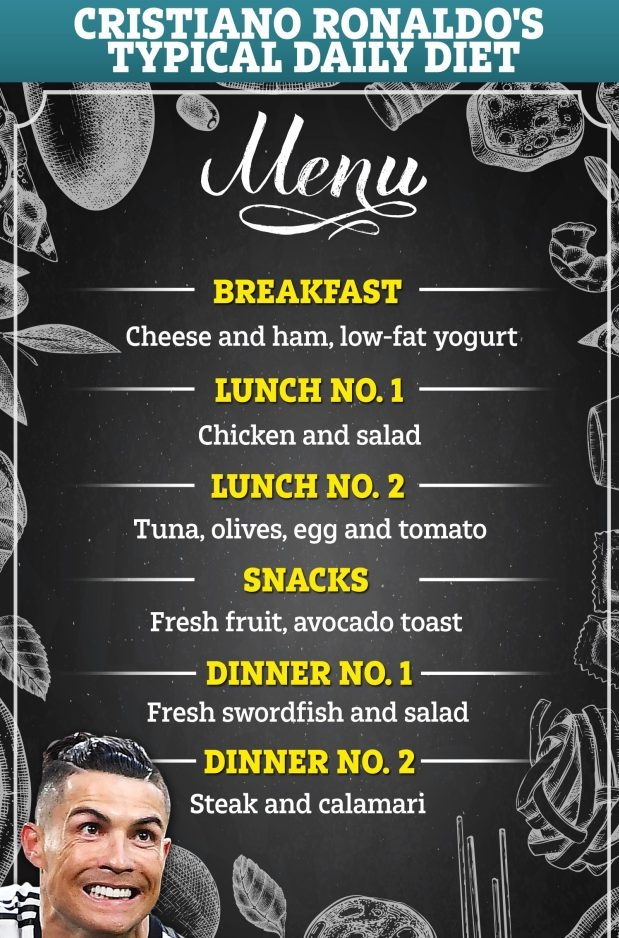 CRISTIANO RONALDO'S
TYPICAL DAILY DIET
Menu
BREAKFAST
Cheese and ham, low-fat yogurt
LUNCH NO. 1
Chicken and salad
LUNCH NO. 2
Tuna, olives, egg and tomato
SNACKS
Fresh fruit, avocado toast
DINNER NO. 1
Fresh swordfish and salad
DINNER NO. 2
Steak and calamari